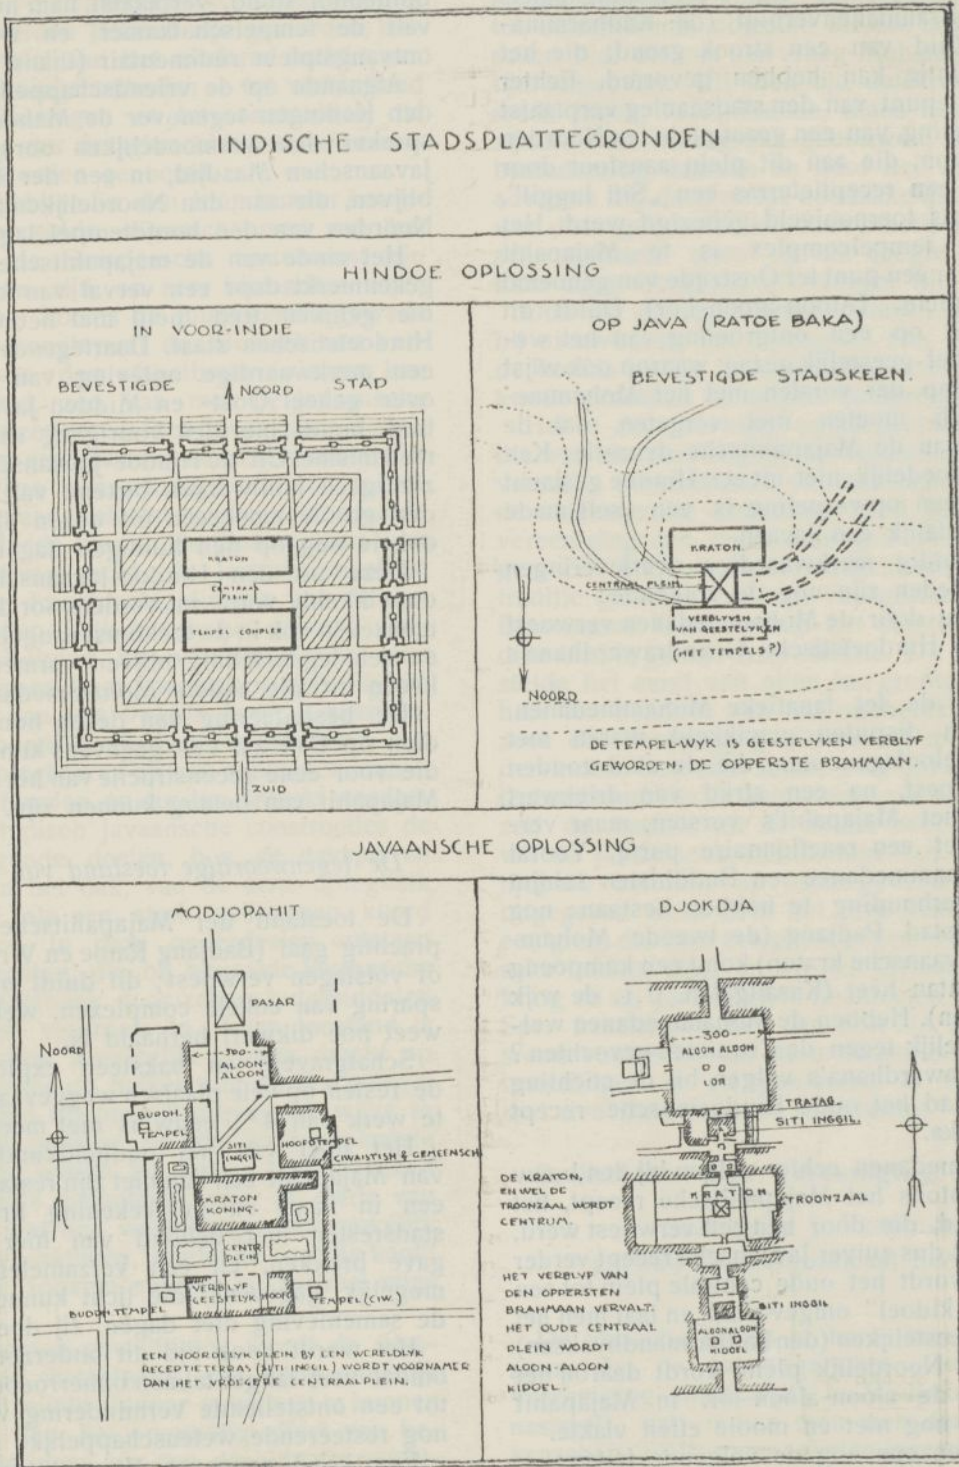 INDISCHE STADSPLATTEGRONDEN
HINDOE OPLOSSING
IN VOOR-INDIE
BEVESTIGDE
NOORD
STAD
KRATON
CENTRAAL
PLEIN
TEMPEL COMPLEX
ZUID
OP JAVA (RATOE BAKA)
BEVESTIGDE STADSKERN.
KRATON.
CENTRAAL PLEIN
VERBLYVEN
VAN GEESTELYKEN
(HET TEMPELS?)
NOORD
DE TEMPEL-WYK IS GEESTELYKEN VERBLYF
GEWORDEN. DE OPPERSTE BRAHMAAN.
JAVAANSCHE OPLOSSING
MODJOPAHIT
PASAR
NOORD
300
ALOON-
ALOON
BUDDH.
TEMPEL
SITI
INGGIL
HOOFDTEMPEL
CIWAISTISH & GEMEENSCH.
KRATON
KONING-
CENTR.
PLEIN
VERBLYF
GEESTELYK
HOOFD
BUDDH TEMPEL
TEMPEL (CIW.)
EEN NOORDELYK PLEIN BY EEN WERELDLYK
RECEPTIETERRAS (SITI INGGIL) WORDT VOORNAMER
DAN HET VROEGERE CENTRAALPLEIN.
DJOKDJA
300
ALOON ALOON
LOR
TRATAG.
SITI INGGIL.
DE KRATON,
EN WEL DE
TROONZAAL WORDT
CENTRUM.
KRATON
TROONZAAL
HET VERBLYF VAN
DEN OPPERSTEN
BRAHMAAN VERVALT.
HET OUDE CENTRAAL
PLEIN WORDT
ALOON-ALOON
KIDOEL.
SITI INGGIL
ALOON ALOON
KIDOEL